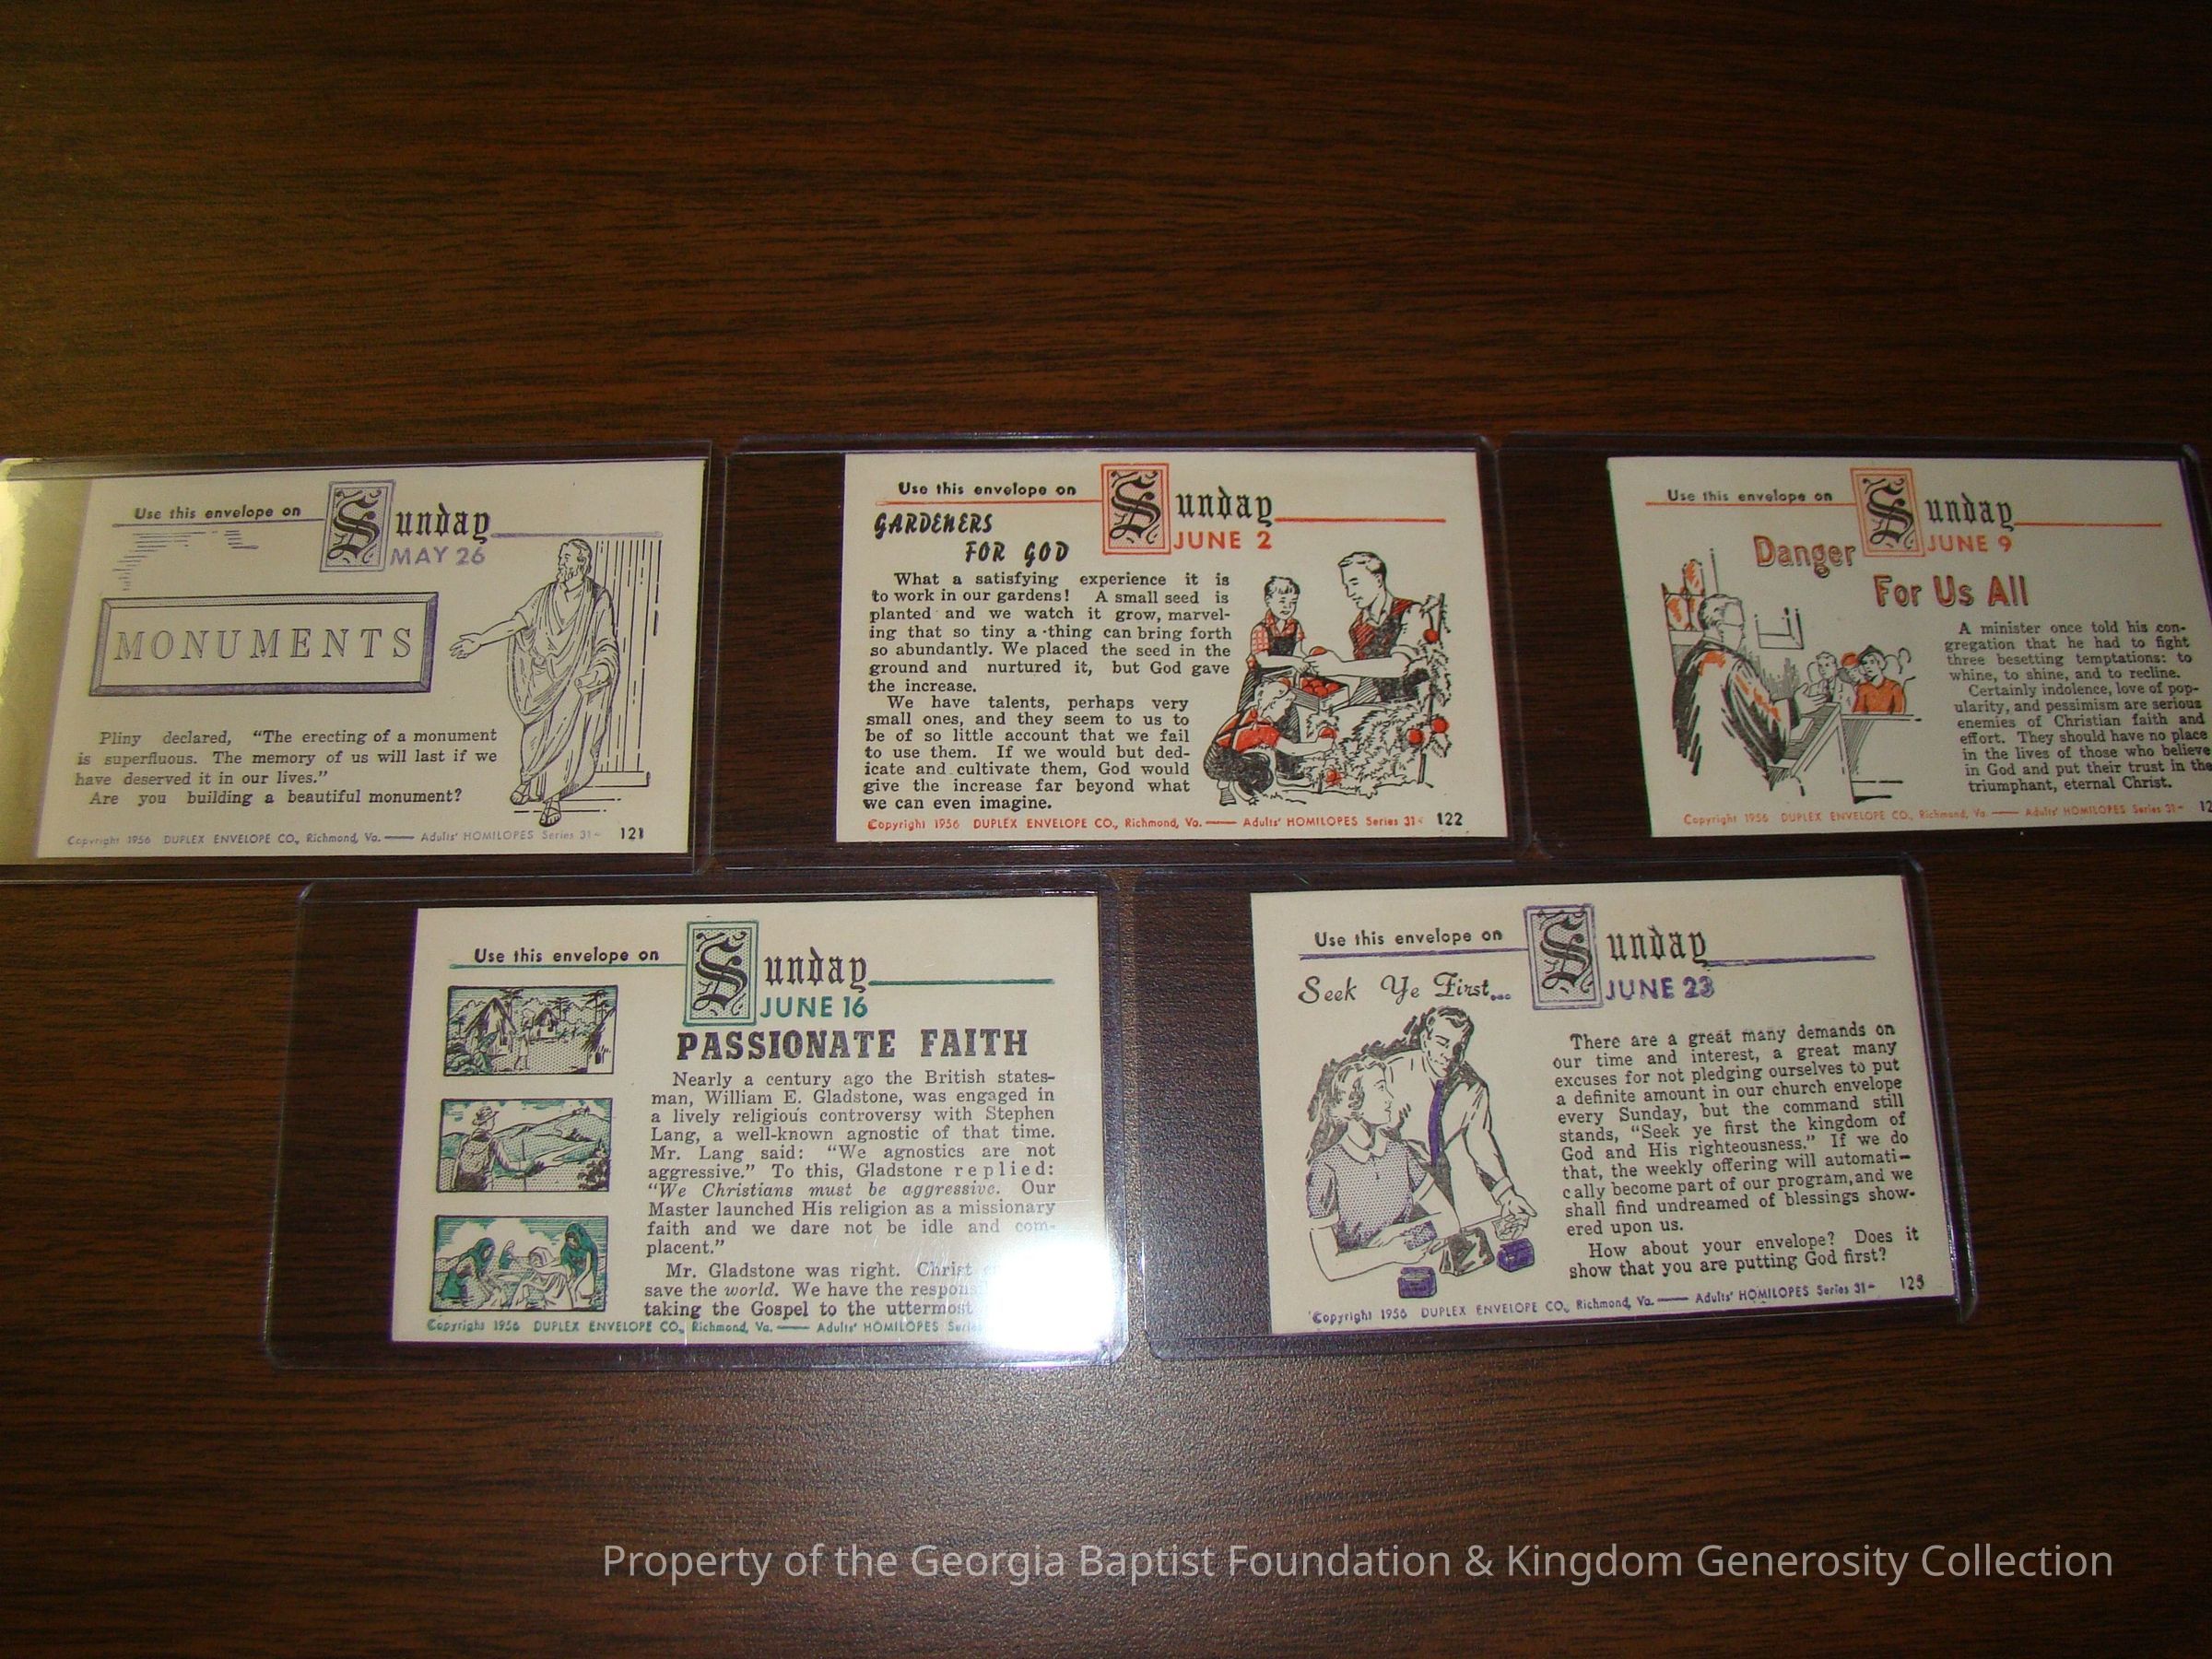 Use this envelope on Sunday
MAY 26
MONUMENTS
Pliny declared, "The erecting of a monument
is superfluous. The memory of us will last if we
have deserved it in our lives."
Are you building a beautiful monument?
Copyright 1956 DUPLEX ENVELOPE CO., Richmond, Va. — Adults' HOMILOPES Series 31- 121
Use this envelope on Sunday
JUNE 2
GARDENERS
FOR GOD
What a satisfying experience it is
to work in our gardens! A small seed is
planted and we watch it grow, marvel-
ing that so tiny a thing can bring forth
so abundantly. We placed the seed in the
ground and nurtured it, but God gave
the increase.
We have talents, perhaps very
small ones, and they seem to us to
be of so little account that we fail
to use them. If we would but ded-
icate and cultivate them, God would
give the increase far beyond what
we can even imagine.
Copyright 1956 DUPLEX ENVELOPE CO., Richmond, Va. — Adults' HOMILOPES Series 31- 122
Use this envelope on Sunday
JUNE 9
Danger
For Us All
A minister once told his con-
gregation that he had to fight
three besetting temptations: to
whine, to shine, and to recline.
Certainly indolence, love of pop-
ularity, and pessimism are serious
enemies of Christian faith and
effort. They should have no place
in the lives of those who believe
in God and put their trust in the
triumphant, eternal Christ.
Copyright 1956 DUPLEX ENVELOPE CO., Richmond, Va. — Adults' HOMILOPES Series 31-
Use this envelope on Sunday
JUNE 16
PASSIONATE FAITH
Nearly a century ago the British states-
man, William E. Gladstone, was engaged in
a lively religious controversy with Stephen
Lang, a well-known agnostic of that time.
Mr. Lang said: "We agnostics are not
aggressive." To this, Gladstone replied:
"We Christians must be aggressive. Our
Master launched His religion as a missionary
faith and we dare not be idle and com-
placent."
Mr. Gladstone was right. Christ
save the world. We have the
taking the Gospel to the uttermost
Copyright 1956 DUPLEX ENVELOPE CO., Richmond, Va. — Adults' HOMILOPES
Use this envelope on Sunday
JUNE 23
Seek Ye First...
There are a great many demands on
our time and interest, a great many
excuses for not pledging ourselves to put
a definite amount in our church envelope
every Sunday, but the command still
stands, "Seek ye first the kingdom of
God and His righteousness." If we do
that, the weekly offering will automati-
cally become part of our program, and we
shall find undreamed of blessings show-
ered upon us.
How about your envelope? Does it
show that you are putting God first?
Copyright 1956 DUPLEX ENVELOPE CO., Richmond, Va. — Adults' HOMILOPES Series 31- 125
Property of the Georgia Baptist Foundation & Kingdom Generosity Collection